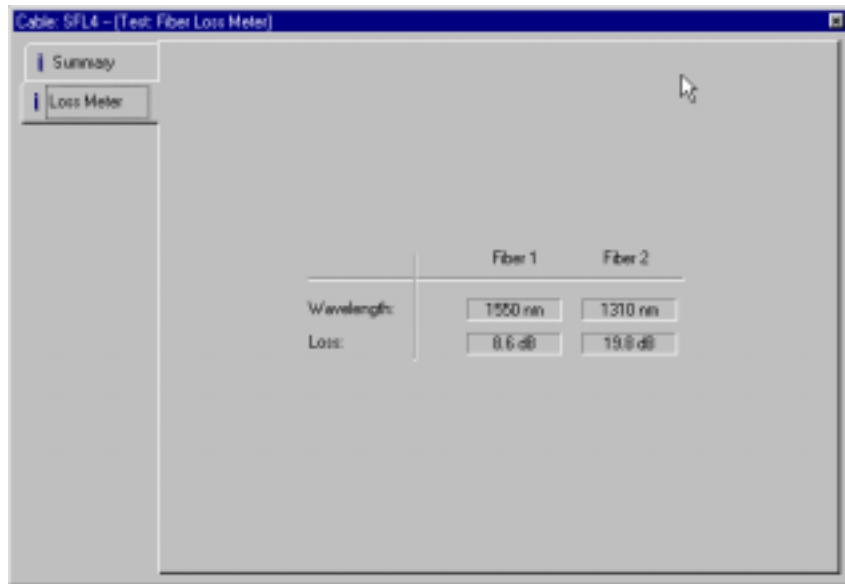 Cable: SFL4 - (Test: Fiber Loss Meter)
i Summary
i Loss Meter
Fiber 1 Fiber 2
Wavelength: 1550 nm 1310 nm
Loss: 8.6 dB 19.8 dB